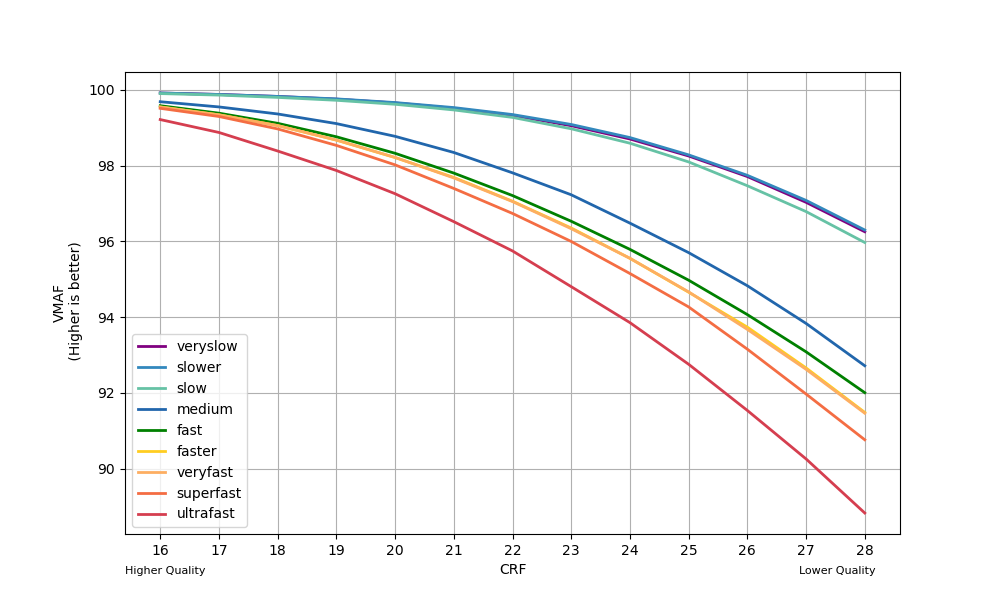 100
98
96
94
92
90
VMAF
(Higher is better)
veryslow
slower
slow
medium
fast
faster
veryfast
superfast
ultrafast
16 17 18 19 20 21 22 23 24 25 26 27 28
Higher Quality CRF Lower Quality